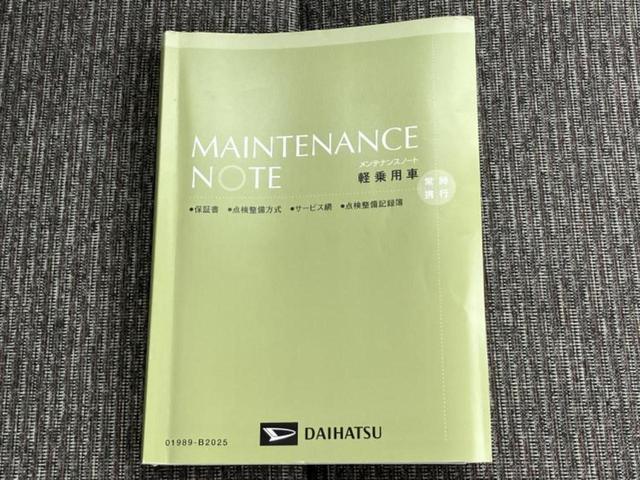 MAINTENANCE
NOTE
メンテナンスノート
軽乗用車
常時
携行
●保証書 ●点検整備方式 ●サービス網 ●点検整備記録簿
01989-B2025
DAIHATSU